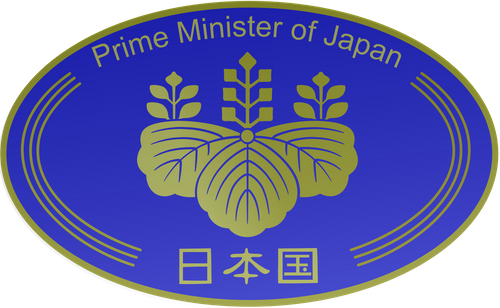 Prime Minister of Japan
日本国